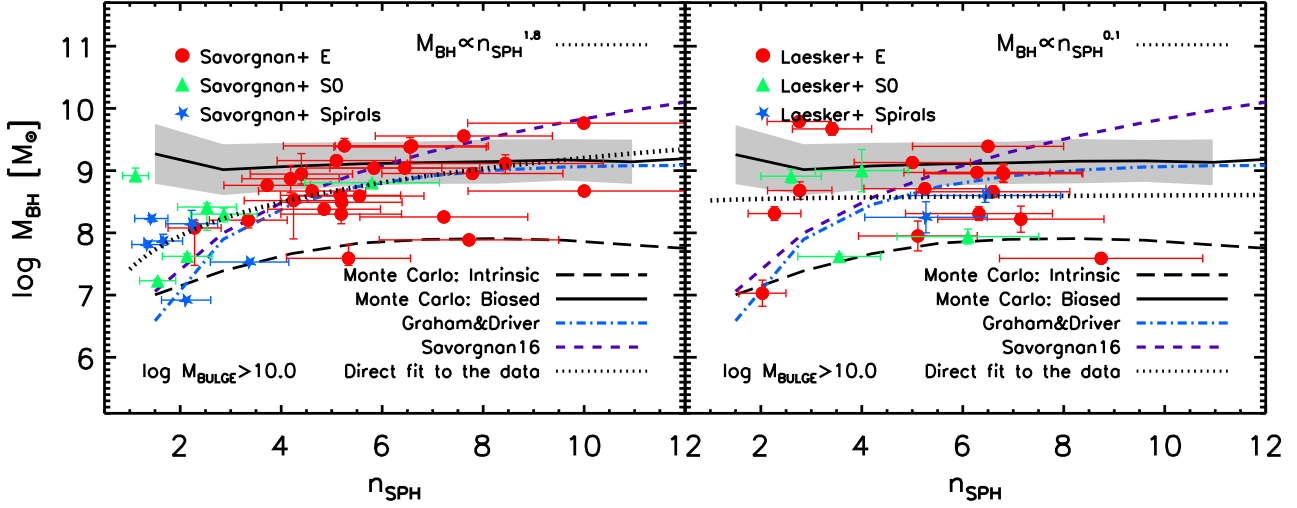 M_BH ∝ n_SPH^1.8
Savorgnan+ E
Savorgnan+ S0
Savorgnan+ Spirals
Monte Carlo: Intrinsic
Monte Carlo: Biased
Graham&Driver
Savorgnan16
Direct fit to the data
log M_BULGE>10.0
11
10
9
8
7
6
log M_BH [M_⊙]
2 4 6 8 10 12
n_SPH
M_BH ∝ n_SPH^0.1
Laesker+ E
Laesker+ S0
Laesker+ Spirals
Monte Carlo: Intrinsic
Monte Carlo: Biased
Graham&Driver
Savorgnan16
Direct fit to the data
log M_BULGE>10.0
2 4 6 8 10 12
n_SPH